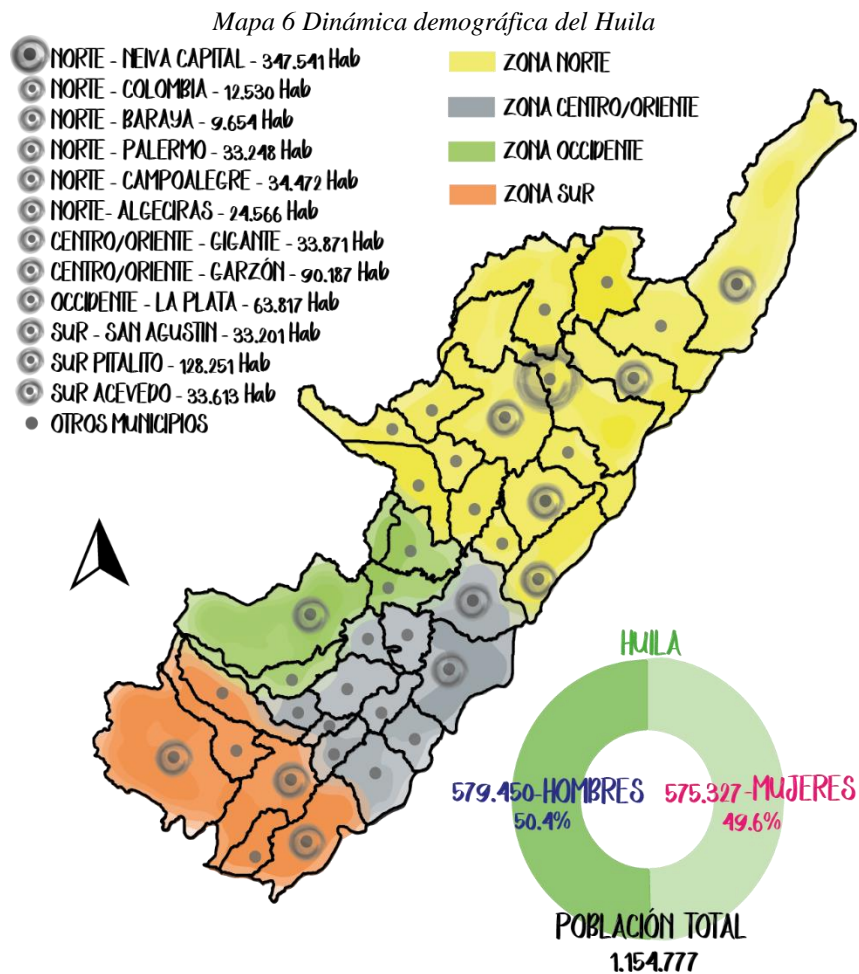 Mapa 6 Dinámica demográfica del Huila
NORTE - NEIVA CAPITAL - 347.541 Hab
NORTE - COLOMBIA - 12.530 Hab
NORTE - BARAYA - 9.654 Hab
NORTE - PALERMO - 33.248 Hab
NORTE - CAMPOALEGRE - 34.472 Hab
NORTE- ALGECIRAS - 24.566 Hab
CENTRO/ORIENTE - GIGANTE - 33.871 Hab
CENTRO/ORIENTE - GARZÓN - 90.187 Hab
OCCIDENTE - LA PLATA - 63.817 Hab
SUR - SAN AGUSTIN - 33.201 Hab
SUR PITALITO - 128.251 Hab
SUR ACEVEDO - 33.613 Hab
OTROS MUNICIPIOS
ZONA NORTE
ZONA CENTRO/ORIENTE
ZONA OCCIDENTE
ZONA SUR
HUILA
579.450-HOMBRES
50.4%
575.327-MUJERES
49.6%
POBLACIÓN TOTAL
1.154.777